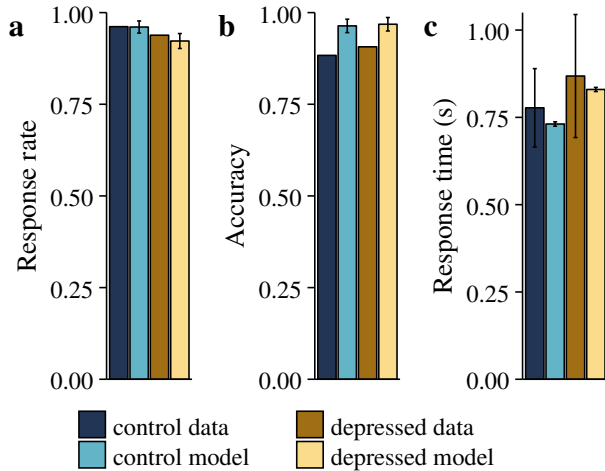 a
Response rate
1.00
0.75
0.50
0.25
0.00
b
Accuracy
1.00
0.75
0.50
0.25
0.00
c
Response time (s)
1.00
0.75
0.50
0.25
0.00
control data
control model
depressed data
depressed model